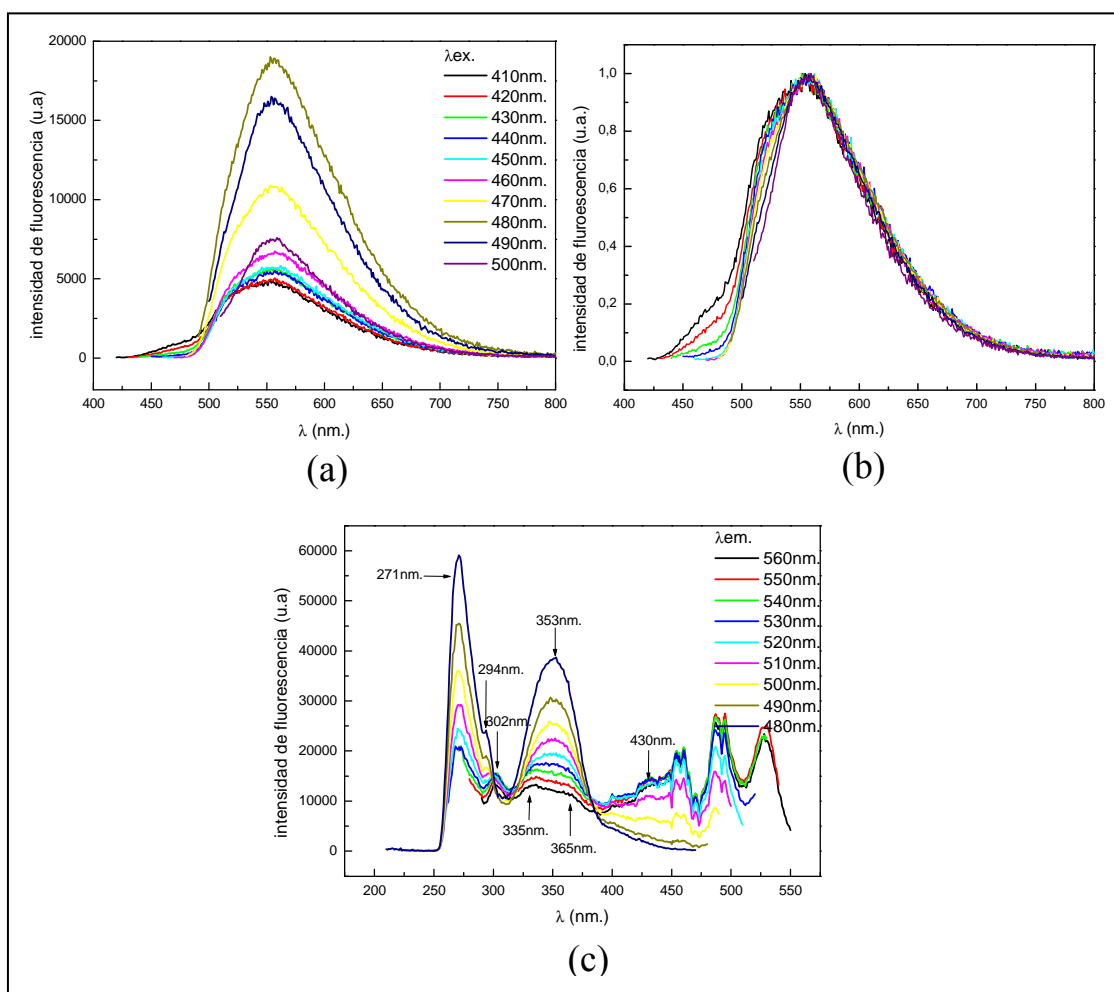 intensidad de fluorescencia (u.a)
20000
15000
10000
5000
0
λex.
410nm.
420nm.
430nm.
440nm.
450nm.
460nm.
470nm.
480nm.
490nm.
500nm.
400 450 500 550 600 650 700 750 800
λ (nm.)
(a)
intensidad de fluroescencia (u.a.)
1,0
0,8
0,6
0,4
0,2
0,0
400 450 500 550 600 650 700 750 800
λ (nm.)
(b)
intensidad de fluorescencia (u.a)
60000
50000
40000
30000
20000
10000
0
271nm.
294nm.
302nm.
353nm.
335nm.
365nm.
430nm.
λem.
560nm.
550nm.
540nm.
530nm.
520nm.
510nm.
500nm.
490nm.
480nm.
200 250 300 350 400 450 500 550
λ (nm.)
(c)